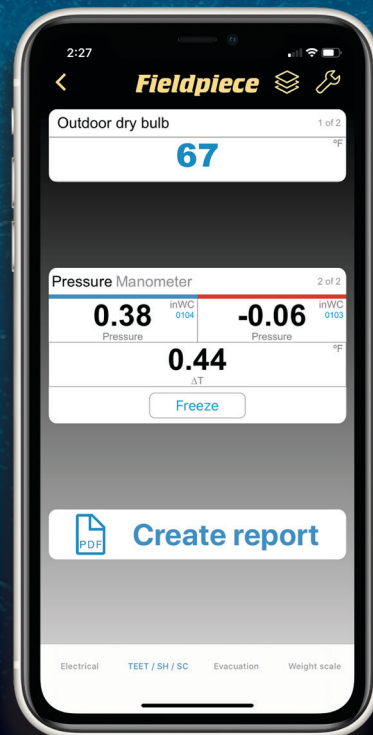 2:27
Fieldpiece
Outdoor dry bulb 1 of 2
67 °F
Pressure Manometer 2 of 2
0.38 inWC 0104 -0.06 inWC 0103
Pressure Pressure
0.44 °F
ΔT
Freeze
PDF Create report
Electrical TEET / SH / SC Evacuation Weight scale